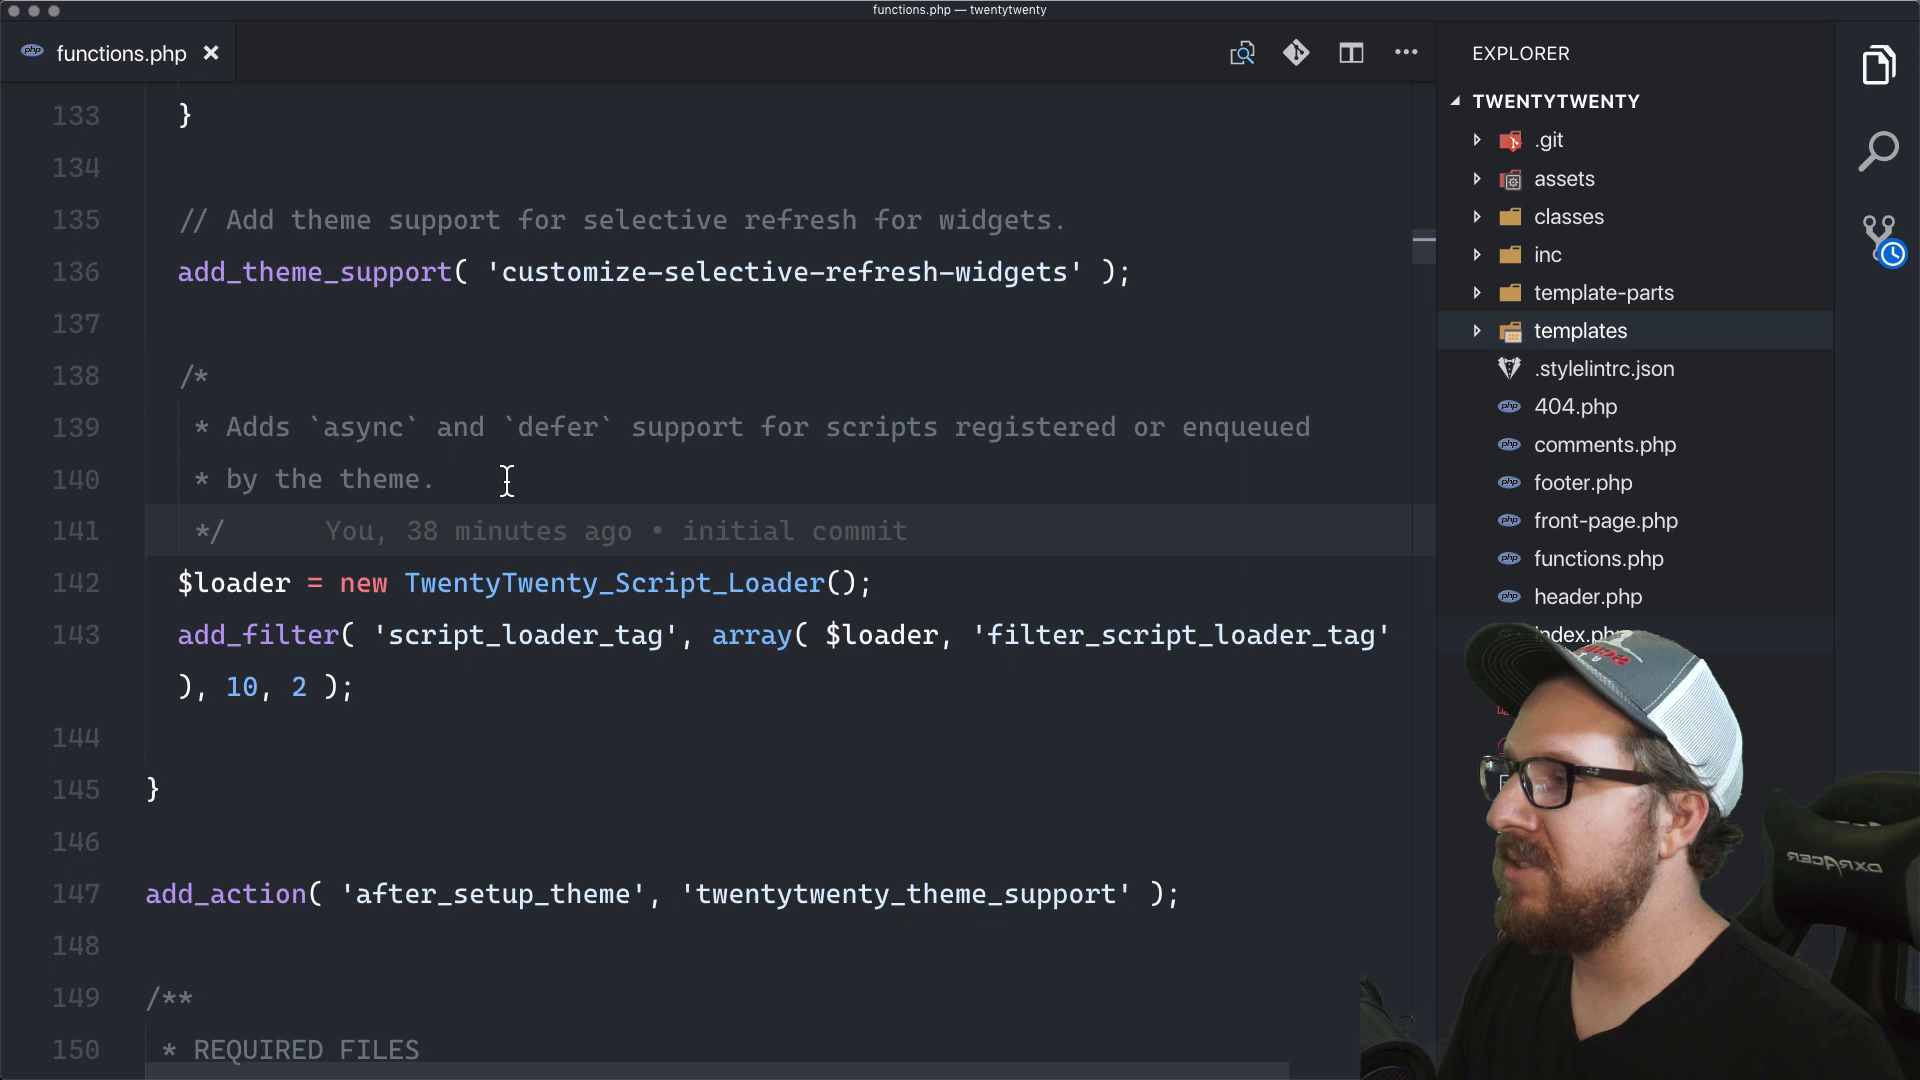 functions.php — twentytwenty
functions.php
EXPLORER
TWENTYTWENTY
.git
assets
classes
inc
template-parts
templates
.stylelintrc.json
404.php
comments.php
footer.php
front-page.php
functions.php
header.php
133 }
134
135 // Add theme support for selective refresh for widgets.
136 add_theme_support( 'customize-selective-refresh-widgets' );
137
138 /*
139 * Adds `async` and `defer` support for scripts registered or enqueued
140 * by the theme.
141 */ You, 38 minutes ago • initial commit
142 $loader = new TwentyTwenty_Script_Loader();
143 add_filter( 'script_loader_tag', array( $loader, 'filter_script_loader_tag'
), 10, 2 );
144
145 }
146
147 add_action( 'after_setup_theme', 'twentytwenty_theme_support' );
148
149 /**
150 * REQUIRED FILES
DXRACER